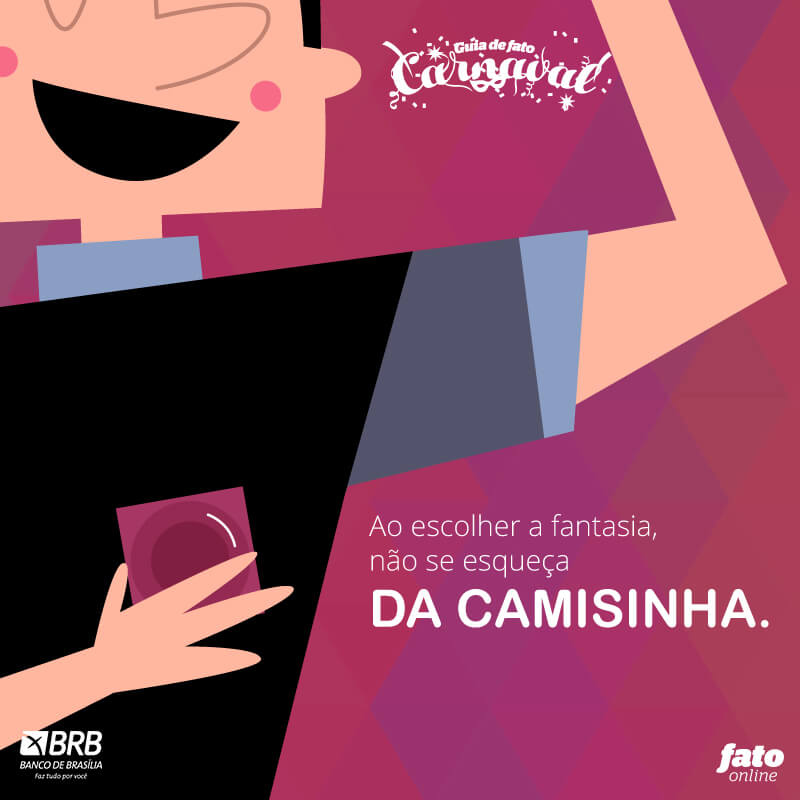 Guia de fato
Carnaval
Ao escolher a fantasia,
não se esqueça
DA CAMISINHA.
BRB
BANCO DE BRASÍLIA
Faz tudo por você
fato
online